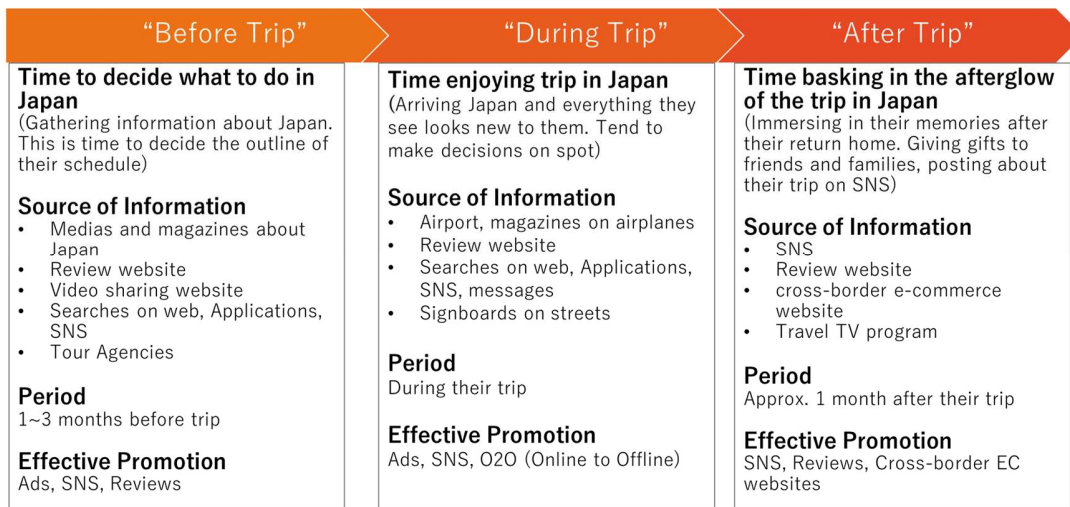 “Before Trip”
“During Trip”
“After Trip”
Time to decide what to do in
Japan
(Gathering information about Japan.
This is time to decide the outline of
their schedule)
Source of Information
• Medias and magazines about
Japan
• Review website
• Video sharing website
• Searches on web, Applications,
SNS
• Tour Agencies
Period
1~3 months before trip
Effective Promotion
Ads, SNS, Reviews
Time enjoying trip in Japan
(Arriving Japan and everything they
see looks new to them. Tend to
make decisions on spot)
Source of Information
• Airport, magazines on airplanes
• Review website
• Searches on web, Applications,
SNS, messages
• Signboards on streets
Period
During their trip
Effective Promotion
Ads, SNS, O2O (Online to Offline)
Time basking in the afterglow
of the trip in Japan
(Immersing in their memories after
their return home. Giving gifts to
friends and families, posting about
their trip on SNS)
Source of Information
• SNS
• Review website
• cross-border e-commerce
website
• Travel TV program
Period
Approx. 1 month after their trip
Effective Promotion
SNS, Reviews, Cross-border EC
websites